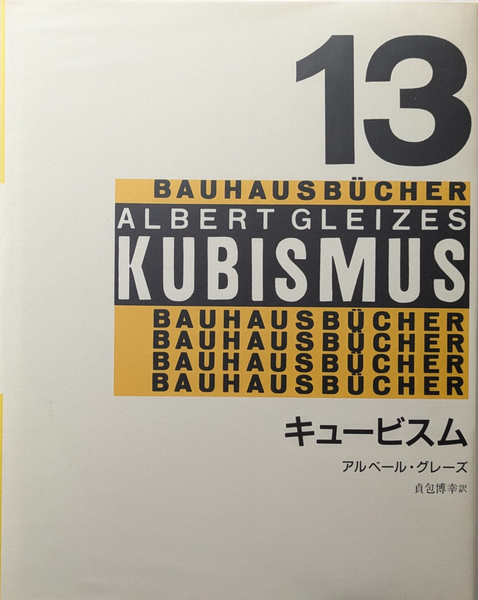 13
BAUHAUSBÜCHER
ALBERT GLEIZES
KUBISMUS
BAUHAUSBÜCHER
BAUHAUSBÜCHER
BAUHAUSBÜCHER
BAUHAUSBÜCHER
キュービスム
アルベール・グレーズ
貞包博幸訳